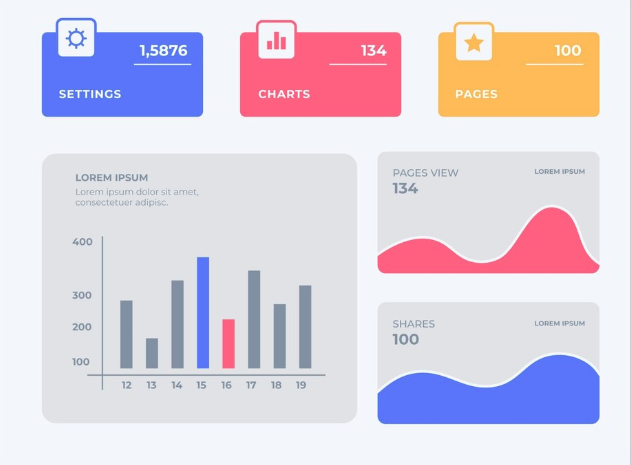 1,5876
SETTINGS
134
CHARTS
100
PAGES
LOREM IPSUM
Lorem ipsum dolor sit amet,
consectetuer adipisc.
400
300
200
100
12 13 14 15 16 17 18 19
PAGES VIEW
LOREM IPSUM
134
SHARES
LOREM IPSUM
100